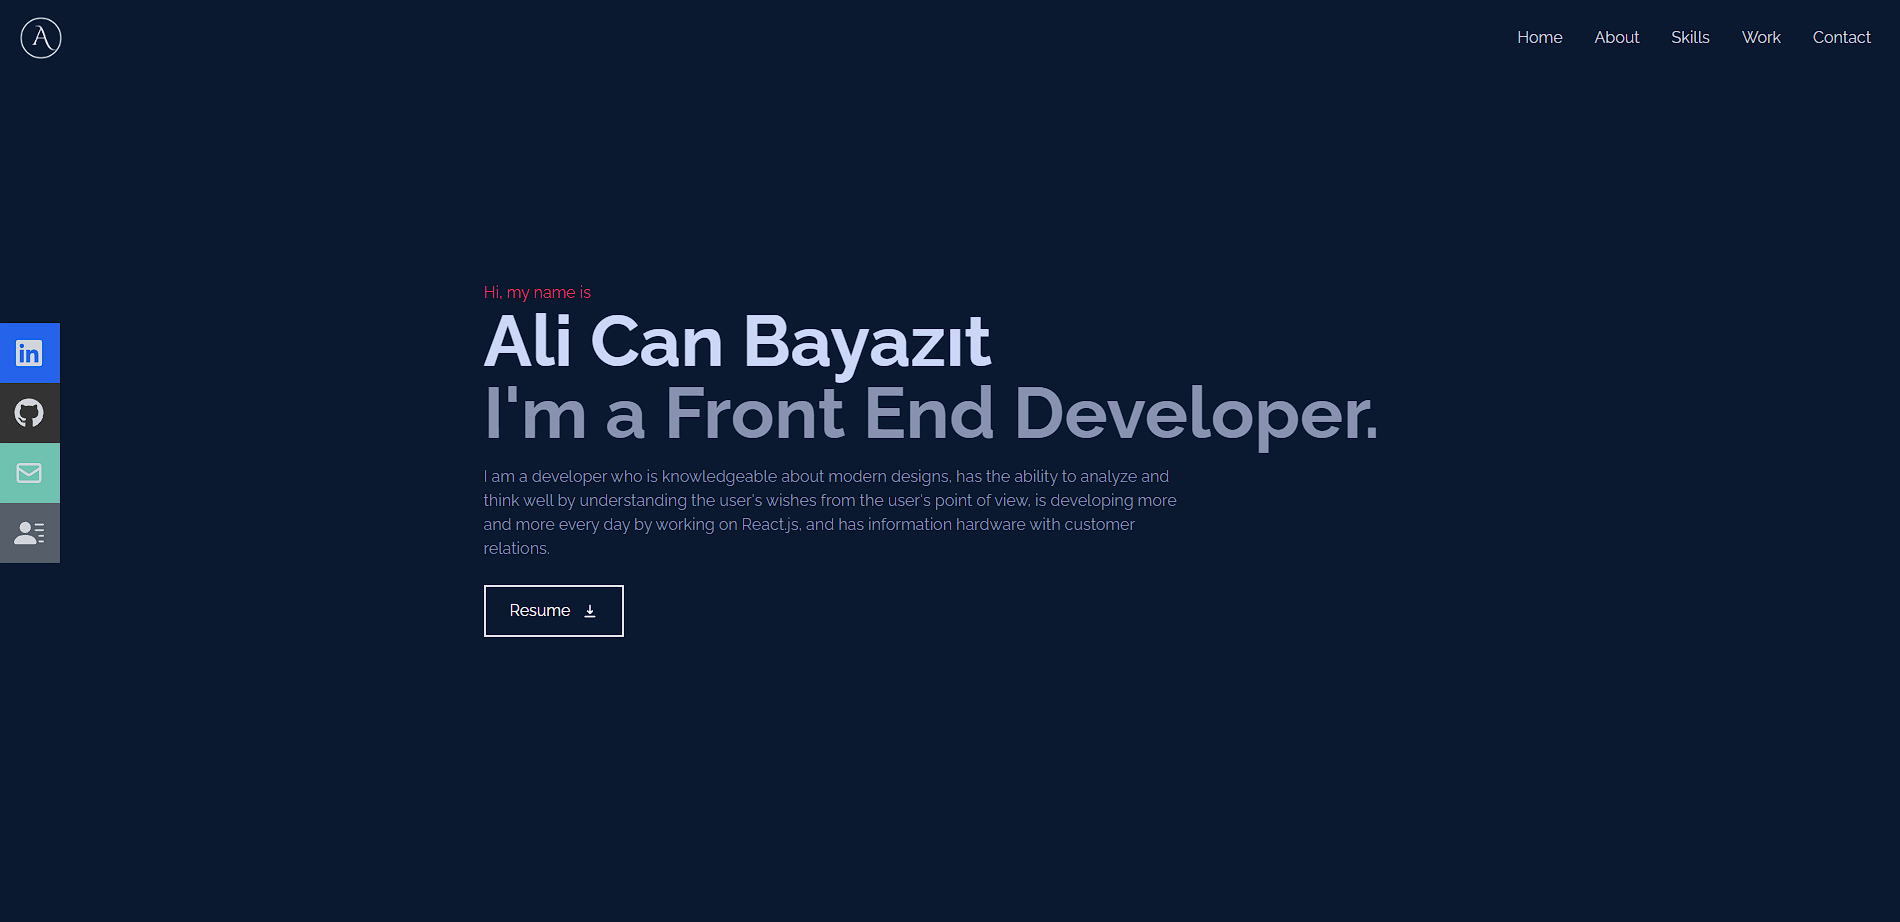 A
Home About Skills Work Contact
Hi, my name is
Ali Can Bayazıt
I'm a Front End Developer.
in
I am a developer who is knowledgeable about modern designs, has the ability to analyze and
think well by understanding the user's wishes from the user's point of view, is developing more
and more every day by working on React.js, and has information hardware with customer
relations.
Resume